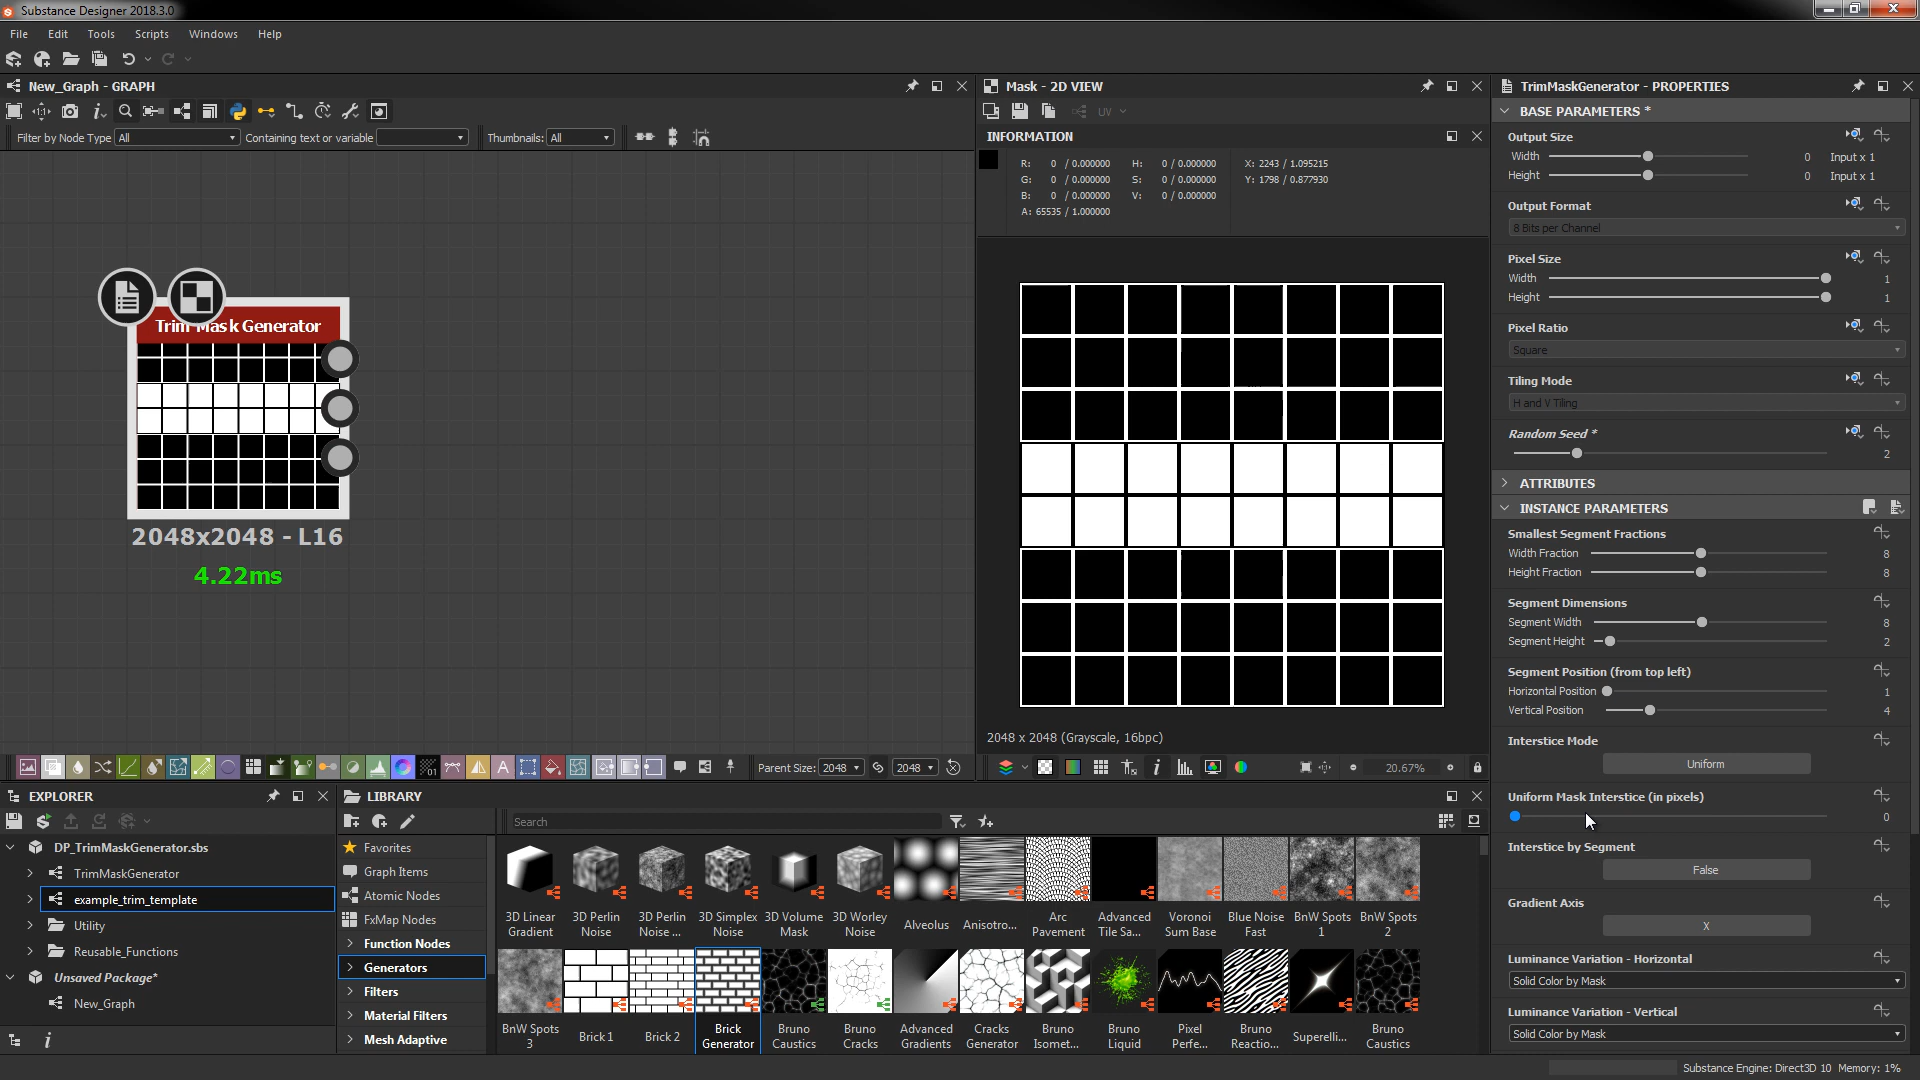 Substance Designer 2018.3.0
File Edit Tools Scripts Windows Help
New_Graph - GRAPH
Filter by Node Type All Containing text or variable Thumbnails: All
Trim Mask Generator
2048x2048 - L16
4.22ms
Parent Size: 2048 2048
Mask - 2D VIEW
UV
INFORMATION
R: 0 / 0.000000 H: 0 / 0.000000 X: 2243 / 1.095215
G: 0 / 0.000000 S: 0 / 0.000000 Y: 1798 / 0.877930
B: 0 / 0.000000 V: 0 / 0.000000
A: 65535 / 1.000000
2048 x 2048 (Grayscale, 16bpc)
20.67%
TrimMaskGenerator - PROPERTIES
BASE PARAMETERS *
Output Size
Width 0 Input x 1
Height 0 Input x 1
Output Format
8 Bits per Channel
Pixel Size
Width 1
Height 1
Pixel Ratio
Square
Tiling Mode
H and V Tiling
Random Seed *
2
ATTRIBUTES
INSTANCE PARAMETERS
Smallest Segment Fractions
Width Fraction 8
Height Fraction 8
Segment Dimensions
Segment Width 8
Segment Height 2
Segment Position (from top left)
Horizontal Position 1
Vertical Position 4
Interstice Mode
Uniform
Uniform Mask Interstice (in pixels)
0
Interstice by Segment
False
Gradient Axis
X
Luminance Variation - Horizontal
Solid Color by Mask
Luminance Variation - Vertical
Solid Color by Mask
EXPLORER
DP_TrimMaskGenerator.sbs
TrimMaskGenerator
example_trim_template
Utility
Reusable_Functions
Unsaved Package*
New_Graph
LIBRARY
Search
Favorites
Graph Items
Atomic Nodes
FxMap Nodes
Function Nodes
Generators
Filters
Material Filters
Mesh Adaptive
3D Linear Gradient
3D Perlin Noise
3D Perlin Noise ...
3D Simplex Noise
3D Volume Mask
3D Worley Noise
Alveolus
Anisotro...
Arc Pavement
Advanced Tile Sa...
Voronoi Sum Base
Blue Noise Fast
BnW Spots 1
BnW Spots 2
BnW Spots 3
Brick 1
Brick 2
Brick Generator
Bruno Caustics
Bruno Cracks
Advanced Gradients
Cracks Generator
Bruno Isomet...
Bruno Liquid
Pixel Perfe...
Bruno Reactio...
Superelli...
Bruno Caustics
Substance Engine: Direct3D 10 Memory: 1%